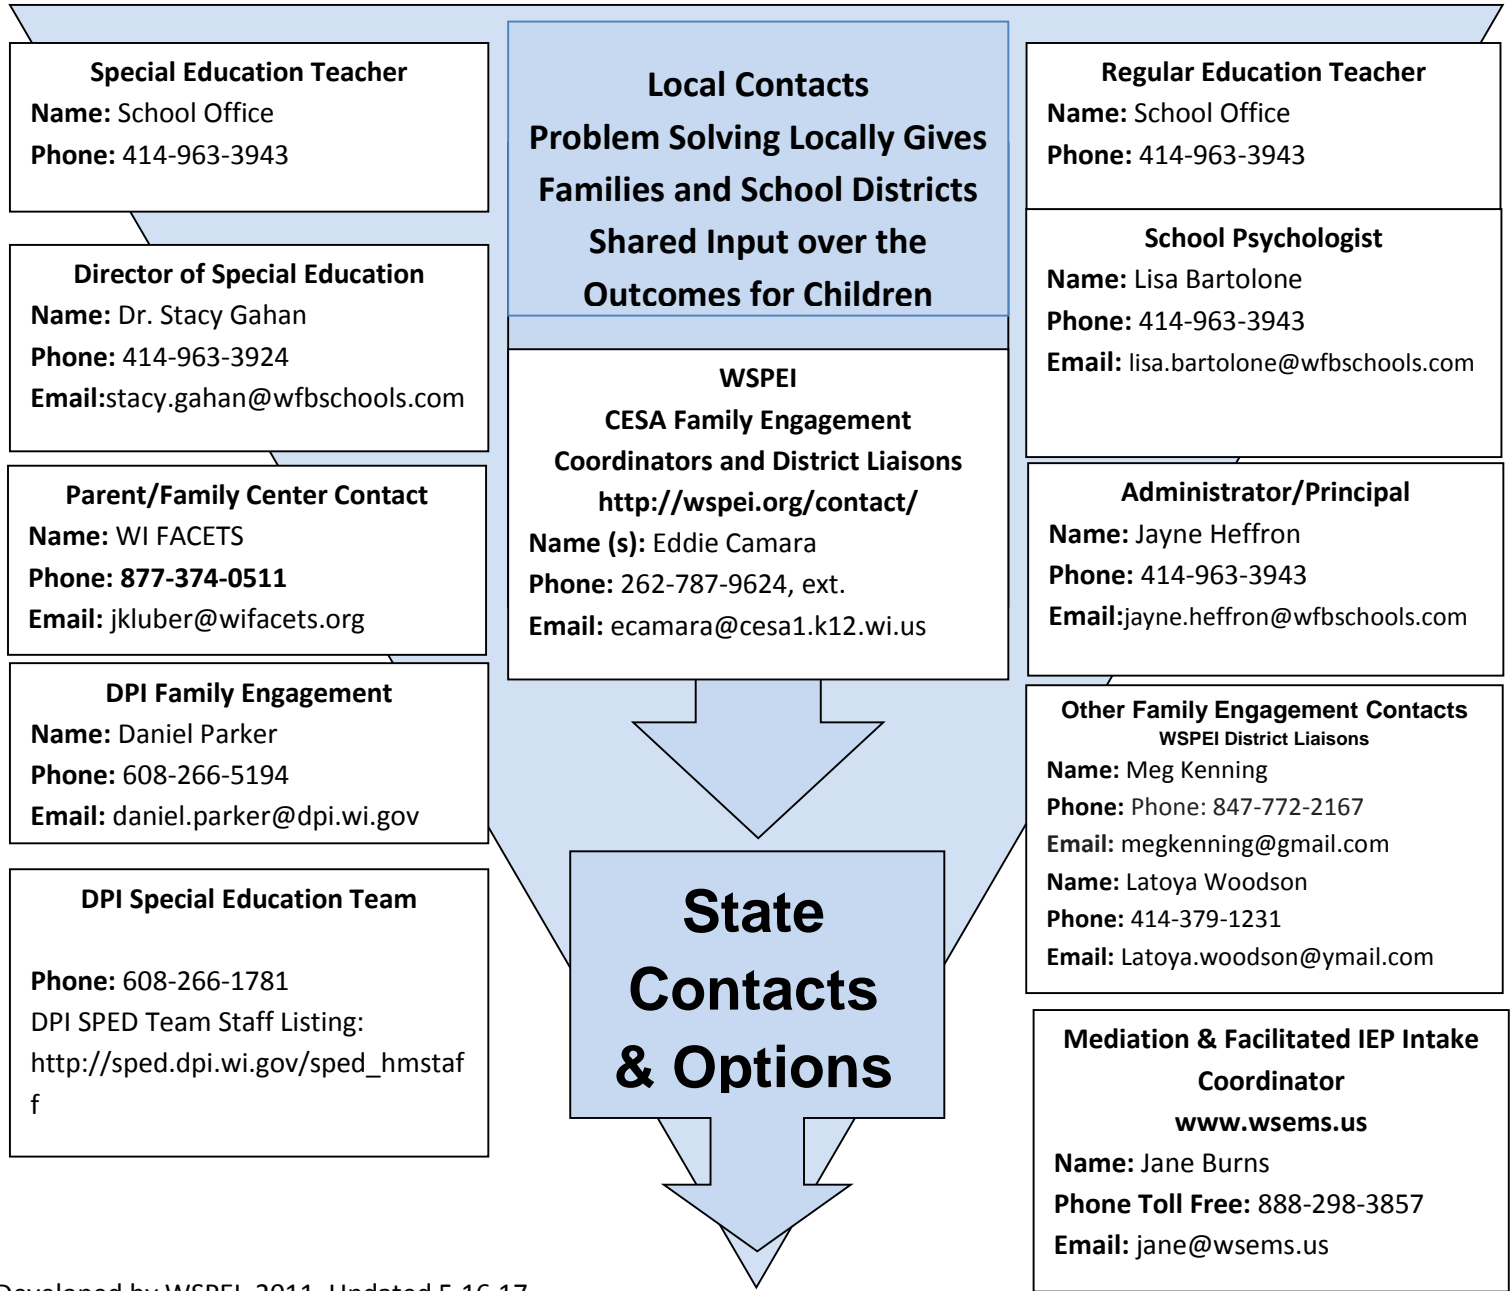 Special Education Teacher
Name: School Office
Phone: 414-963-3943
Director of Special Education
Name: Dr. Stacy Gahan
Phone: 414-963-3924
Email:stacy.gahan@wfbschools.com
Parent/Family Center Contact
Name: WI FACETS
Phone: 877-374-0511
Email: jkluber@wifacets.org
DPI Family Engagement
Name: Daniel Parker
Phone: 608-266-5194
Email: daniel.parker@dpi.wi.gov
DPI Special Education Team
Phone: 608-266-1781
DPI SPED Team Staff Listing:
http://sped.dpi.wi.gov/sped_hmstaf
f
Local Contacts
Problem Solving Locally Gives
Families and School Districts
Shared Input over the
Outcomes for Children
WSPEI
CESA Family Engagement
Coordinators and District Liaisons
http://wspei.org/contact/
Name (s): Eddie Camara
Phone: 262-787-9624, ext.
Email: ecamara@cesa1.k12.wi.us
State
Contacts
& Options
Regular Education Teacher
Name: School Office
Phone: 414-963-3943
School Psychologist
Name: Lisa Bartolone
Phone: 414-963-3943
Email: lisa.bartolone@wfbschools.com
Administrator/Principal
Name: Jayne Heffron
Phone: 414-963-3943
Email:jayne.heffron@wfbschools.com
Other Family Engagement Contacts
WSPEI District Liaisons
Name: Meg Kenning
Phone: Phone: 847-772-2167
Email: megkenning@gmail.com
Name: Latoya Woodson
Phone: 414-379-1231
Email: Latoya.woodson@ymail.com
Mediation & Facilitated IEP Intake
Coordinator
www.wsems.us
Name: Jane Burns
Phone Toll Free: 888-298-3857
Email: jane@wsems.us
Developed by WSPEI, 2011, Updated 5-16-17